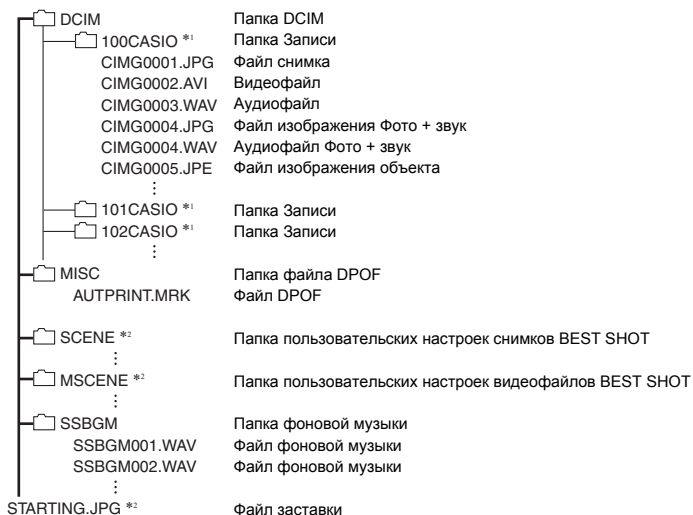 DCIM Папка DCIM
100CASIO *1 Папка Записи
CIMG0001.JPG Файл снимка
CIMG0002.AVI Видеофайл
CIMG0003.WAV Аудиофайл
CIMG0004.JPG Файл изображения Фото + звук
CIMG0004.WAV Аудиофайл Фото + звук
CIMG0005.JPE Файл изображения объекта
101CASIO *1 Папка Записи
102CASIO *1 Папка Записи
MISC Папка файла DPOF
AUTPRINT.MRK Файл DPOF
SCENE *2 Папка пользовательских настроек снимков BEST SHOT
MSCENE *2 Папка пользовательских настроек видеофайлов BEST SHOT
SSBGM Папка фоновой музыки
SSBGM001.WAV Файл фоновой музыки
SSBGM002.WAV Файл фоновой музыки
STARTING.JPG *2 Файл заставки